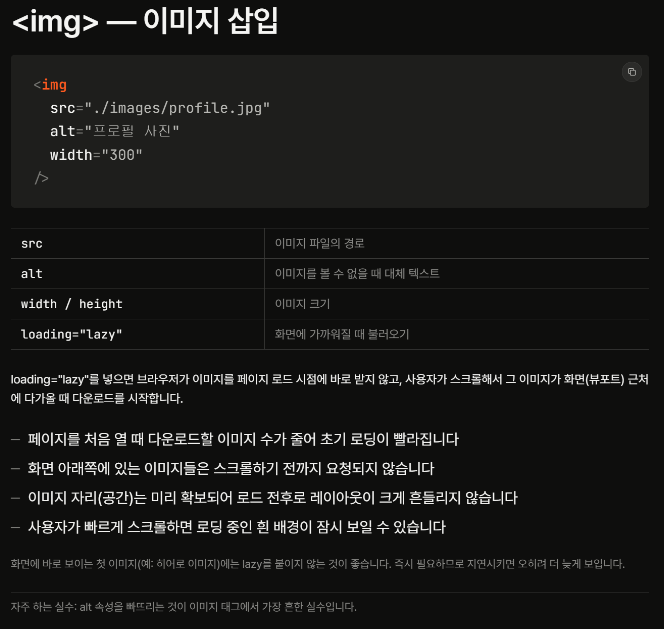 <img> — 이미지 삽입
<img
src="./images/profile.jpg"
alt="프로필 사진"
width="300"
/>
src 이미지 파일의 경로
alt 이미지를 볼 수 없을 때 대체 텍스트
width / height 이미지 크기
loading="lazy" 화면에 가까워질 때 불러오기
loading="lazy"를 넣으면 브라우저가 이미지를 페이지 로드 시점에 바로 받지 않고, 사용자가 스크롤해서 그 이미지가 화면(뷰포트) 근처
에 다가올 때 다운로드를 시작합니다.
— 페이지를 처음 열 때 다운로드할 이미지 수가 줄어 초기 로딩이 빨라집니다
— 화면 아래쪽에 있는 이미지들은 스크롤하기 전까지 요청되지 않습니다
— 이미지 자리(공간)는 미리 확보되어 로드 전후로 레이아웃이 크게 흔들리지 않습니다
— 사용자가 빠르게 스크롤하면 로딩 중인 흰 배경이 잠시 보일 수 있습니다
화면에 바로 보이는 첫 이미지(예: 히어로 이미지)에는 lazy를 붙이지 않는 것이 좋습니다. 즉시 필요하므로 지연시키면 오히려 더 늦게 보입니다.
자주 하는 실수: alt 속성을 빠뜨리는 것이 이미지 태그에서 가장 흔한 실수입니다.